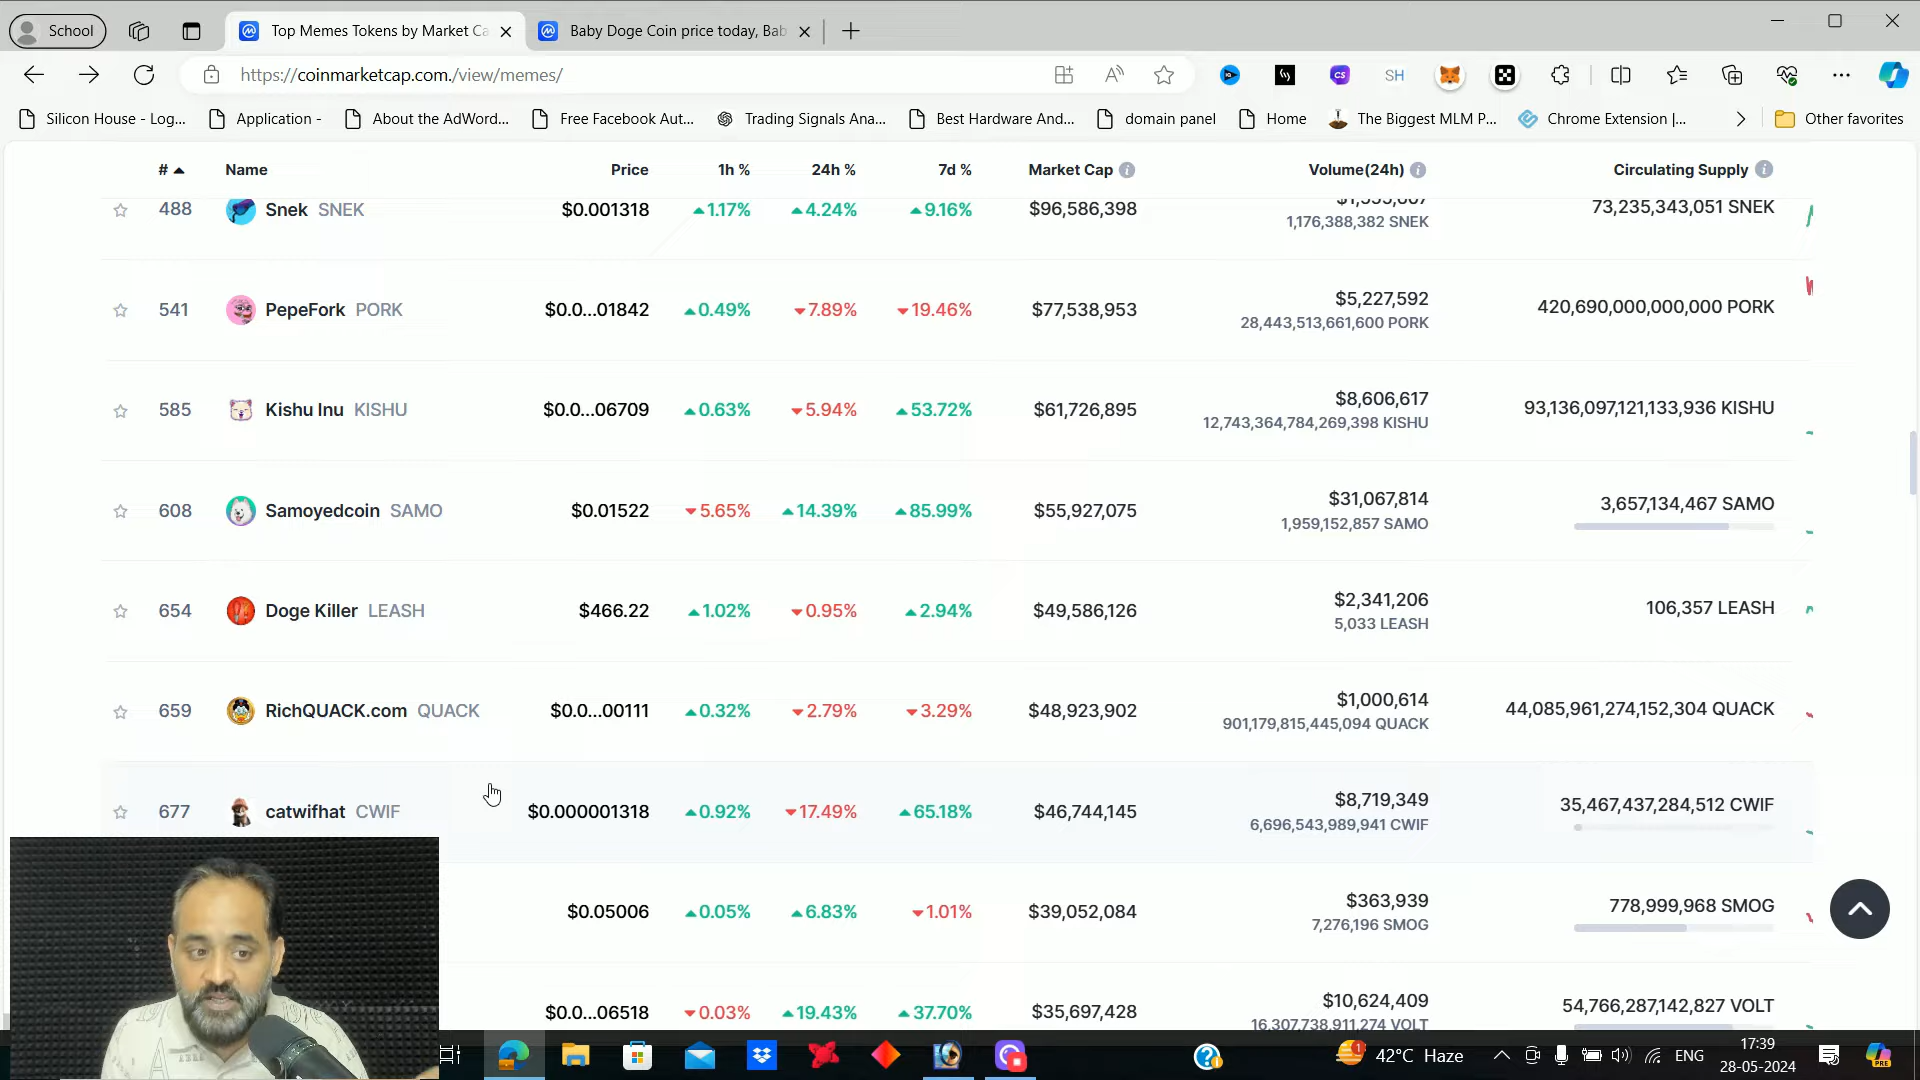 School
Top Memes Tokens by Market Ca
Baby Doge Coin price today, Bab
https://coinmarketcap.com./view/memes/
SH
Silicon House - Log...
Application -
About the AdWord...
Free Facebook Aut...
Trading Signals Ana...
Best Hardware And...
domain panel
Home
The Biggest MLM P...
Chrome Extension |...
Other favorites
# Name Price 1h % 24h % 7d % Market Cap Volume(24h) Circulating Supply
488 Snek SNEK $0.001318 1.17% 4.24% 9.16% $96,586,398 73,235,343,051 SNEK
1,176,388,382 SNEK
541 PepeFork PORK $0.0...01842 0.49% 7.89% 19.46% $77,538,953 $5,227,592 420,690,000,000,000 PORK
28,443,513,661,600 PORK
585 Kishu Inu KISHU $0.0...06709 0.63% 5.94% 53.72% $61,726,895 $8,606,617 93,136,097,121,133,936 KISHU
12,743,364,784,269,398 KISHU
608 Samoyedcoin SAMO $0.01522 5.65% 14.39% 85.99% $55,927,075 $31,067,814 3,657,134,467 SAMO
1,959,152,857 SAMO
654 Doge Killer LEASH $466.22 1.02% 0.95% 2.94% $49,586,126 $2,341,206 106,357 LEASH
5,033 LEASH
659 RichQUACK.com QUACK $0.0...00111 0.32% 2.79% 3.29% $48,923,902 $1,000,614 44,085,961,274,152,304 QUACK
901,179,815,445,094 QUACK
677 catwifhat CWIF $0.000001318 0.92% 17.49% 65.18% $46,744,145 $8,719,349 35,467,437,284,512 CWIF
6,696,543,989,941 CWIF
$0.05006 0.05% 6.83% 1.01% $39,052,084 $363,939 778,999,968 SMOG
7,276,196 SMOG
$0.0...06518 0.03% 19.43% 37.70% $35,697,428 $10,624,409 54,766,287,142,827 VOLT
16,307,738,911,274 VOLT
42°C Haze
ENG
17:39
28-05-2024